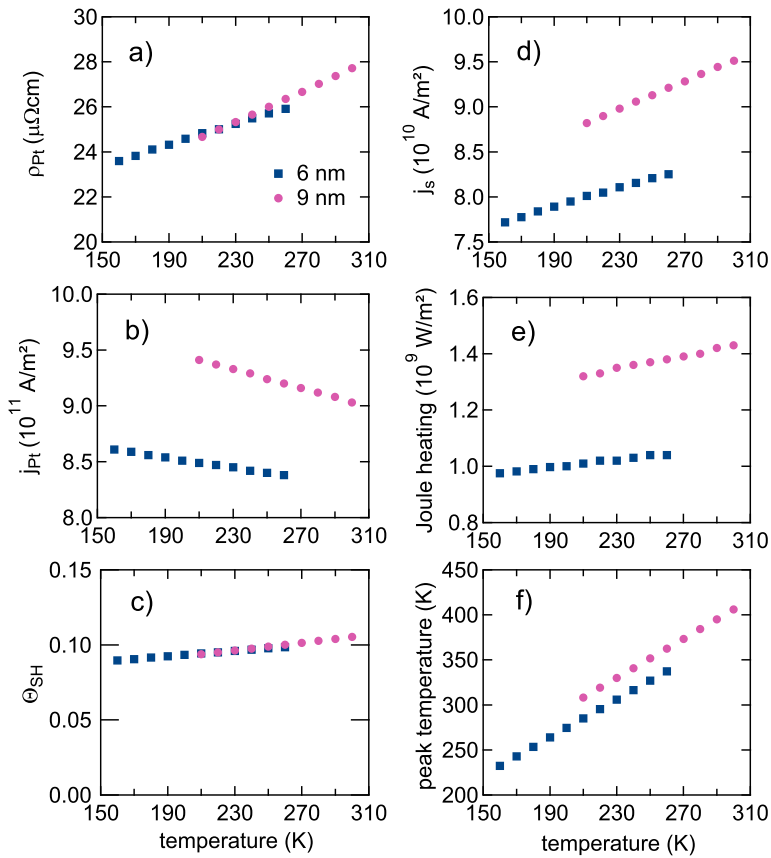 a)
ρPt (μΩcm)
30
28
26
24
22
20
6 nm
9 nm
150 190 230 270 310
d)
js (10^10 A/m²)
10.0
9.5
9.0
8.5
8.0
7.5
150 190 230 270 310
b)
jPt (10^11 A/m²)
10.0
9.5
9.0
8.5
8.0
150 190 230 270 310
e)
Joule heating (10^9 W/m²)
1.6
1.4
1.2
1.0
0.8
150 190 230 270 310
c)
ΘSH
0.15
0.10
0.05
0.00
150 190 230 270 310
temperature (K)
f)
peak temperature (K)
450
400
350
300
250
200
150 190 230 270 310
temperature (K)